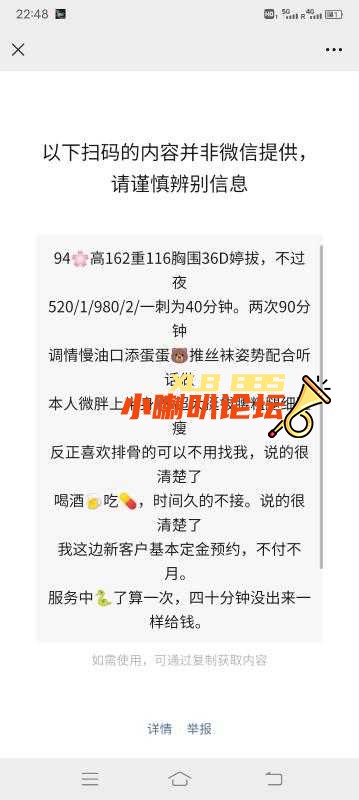 22:48
HD 5G R 4G
以下扫码的内容并非微信提供，
请谨慎辨别信息
94🌸高162重116胸围36D婷拔，不过
夜
520/1/980/2/一刺为40分钟。两次90分
钟
调情慢油口添蛋蛋🐻推丝袜姿势配合听
XLB BBS
本人微胖上
小喇叭论坛
瘦
反正喜欢排骨的可以不用找我，说的很
清楚了
喝酒🍺吃💊，时间久的不接。说的很
清楚了
我这边新客户基本定金预约，不付不
月。
服务中🐍了算一次，四十分钟没出来一
样给钱。
如需使用，可通过复制获取内容
详情 举报